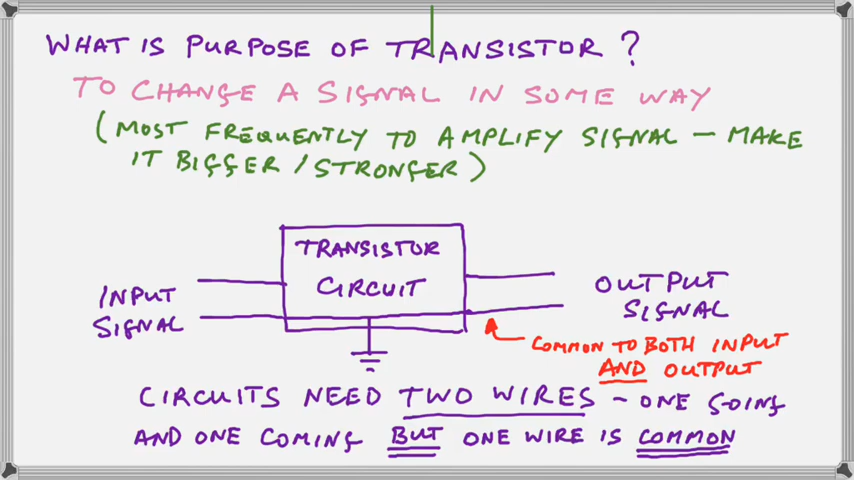 WHAT IS PURPOSE OF TRANSISTOR?
TO CHANGE A SIGNAL IN SOME WAY
(MOST FREQUENTLY TO AMPLIFY SIGNAL – MAKE
IT BIGGER/STRONGER)
TRANSISTOR
CIRCUIT
INPUT
SIGNAL
OUTPUT
SIGNAL
COMMON TO BOTH INPUT
AND OUTPUT
CIRCUITS NEED TWO WIRES – ONE GOING
AND ONE COMING BUT ONE WIRE IS COMMON